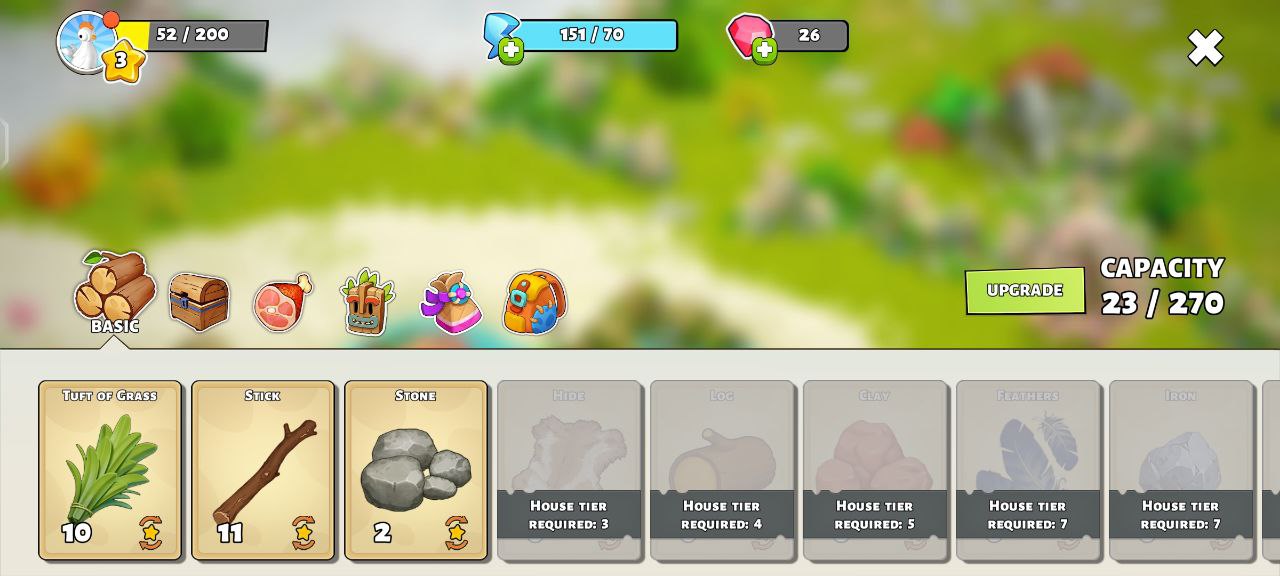 52 / 200
3
151 / 70
26
BASIC
UPGRADE
CAPACITY
23 / 270
TUFT OF GRASS
10
STICK
11
STONE
2
HIDE
HOUSE TIER
REQUIRED: 3
LOG
HOUSE TIER
REQUIRED: 4
CLAY
HOUSE TIER
REQUIRED: 5
FEATHERS
HOUSE TIER
REQUIRED: 7
IRON
HOUSE TIER
REQUIRED: 7